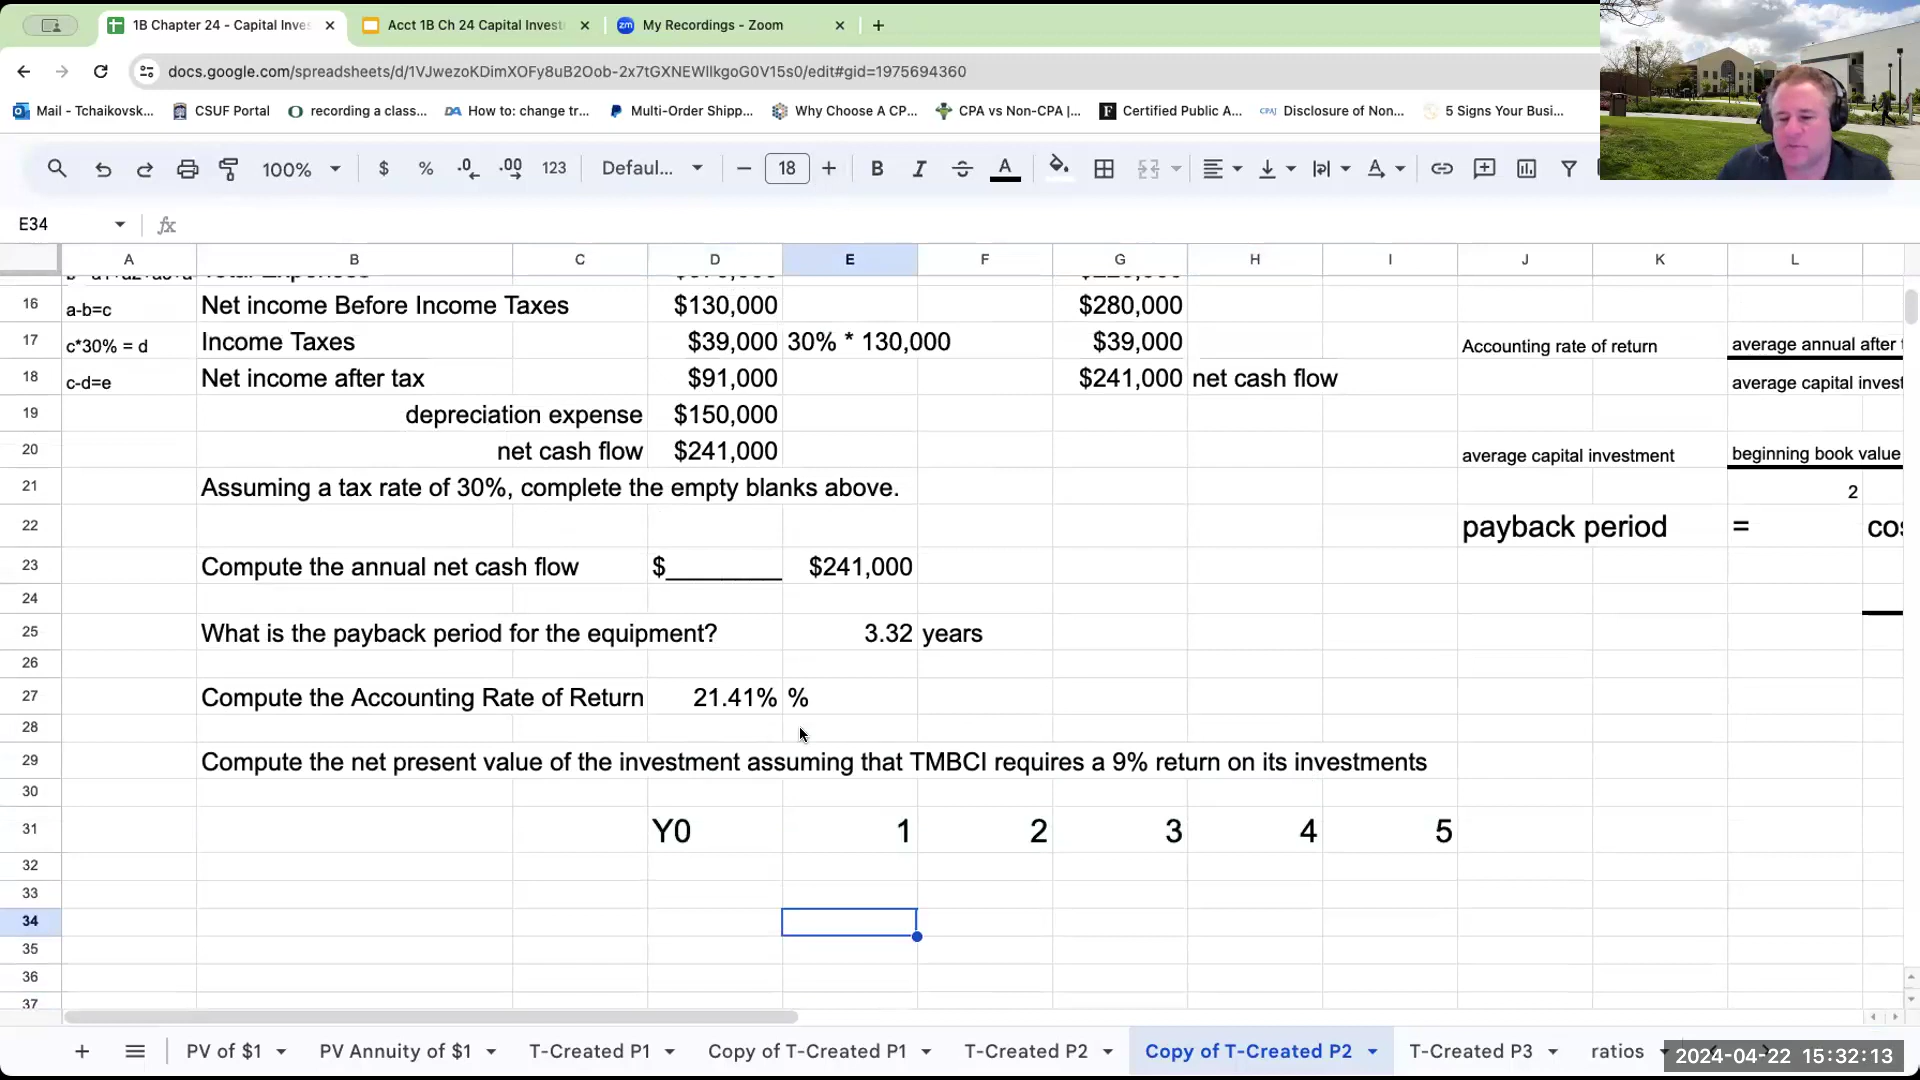 1B Chapter 24 - Capital Inves
Acct 1B Ch 24 Capital Investi
zm My Recordings - Zoom
docs.google.com/spreadsheets/d/1VJwezoKDimXOFy8uB2Oob-2x7tGXNEWllkgoG0V15s0/edit#gid=1975694360
Mail - Tchaikovsk... CSUF Portal recording a class... DA How to: change tr... Multi-Order Shipp... Why Choose A CP... CPA vs Non-CPA |... F Certified Public A... CPAJ Disclosure of Non... 5 Signs Your Busi...
100% $ % .0 .00 123 Defaul... 18 B I A
E34 fx
A B C D E F G H I J K L
16 a-b=c Net income Before Income Taxes $130,000 $280,000
17 c*30% = d Income Taxes $39,000 30% * 130,000 $39,000 Accounting rate of return average annual after
18 c-d=e Net income after tax $91,000 $241,000 net cash flow average capital invest
19 depreciation expense $150,000
20 net cash flow $241,000 average capital investment beginning book value
21 Assuming a tax rate of 30%, complete the empty blanks above. 2
22 payback period = cos
23 Compute the annual net cash flow $________ $241,000
24
25 What is the payback period for the equipment? 3.32 years
26
27 Compute the Accounting Rate of Return 21.41% %
28
29 Compute the net present value of the investment assuming that TMBCI requires a 9% return on its investments
30
31 Y0 1 2 3 4 5
32
33
34
35
36
37
PV of $1 PV Annuity of $1 T-Created P1 Copy of T-Created P1 T-Created P2 Copy of T-Created P2 T-Created P3 ratios
2024-04-22 15:32:13